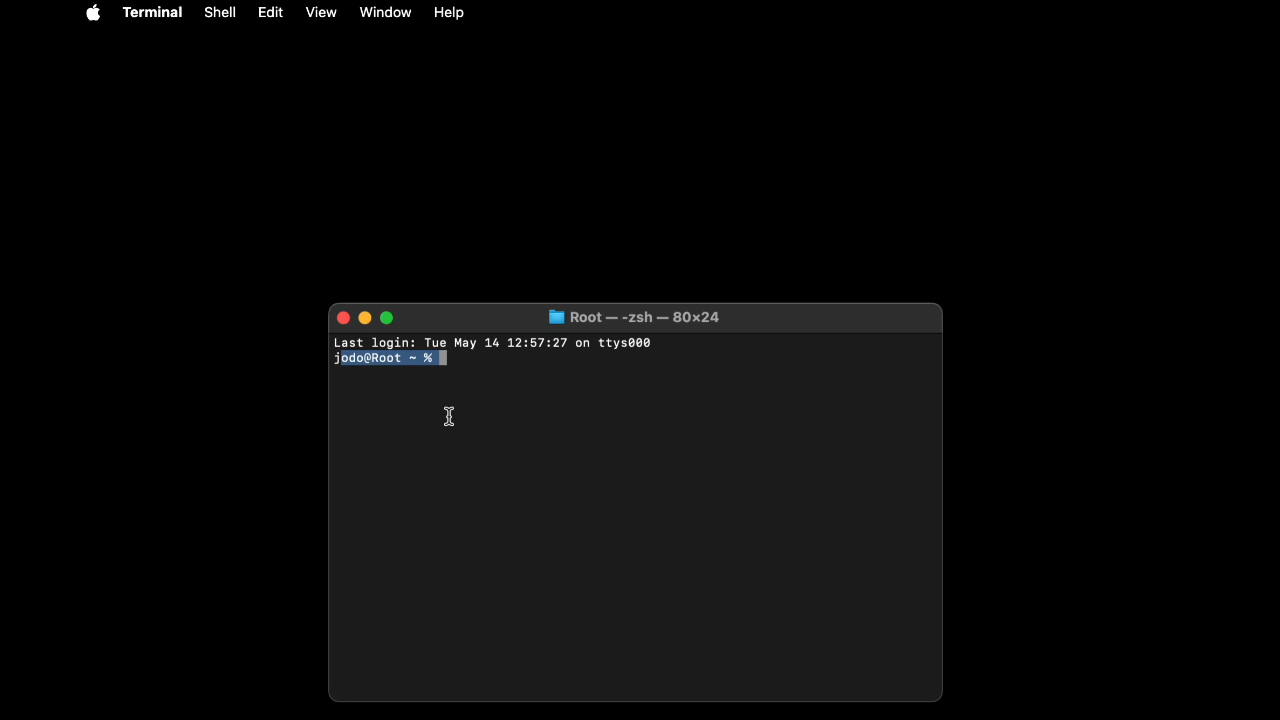 Terminal Shell Edit View Window Help
Root — -zsh — 80×24
Last login: Tue May 14 12:57:27 on ttys000
jodo@Root ~ %